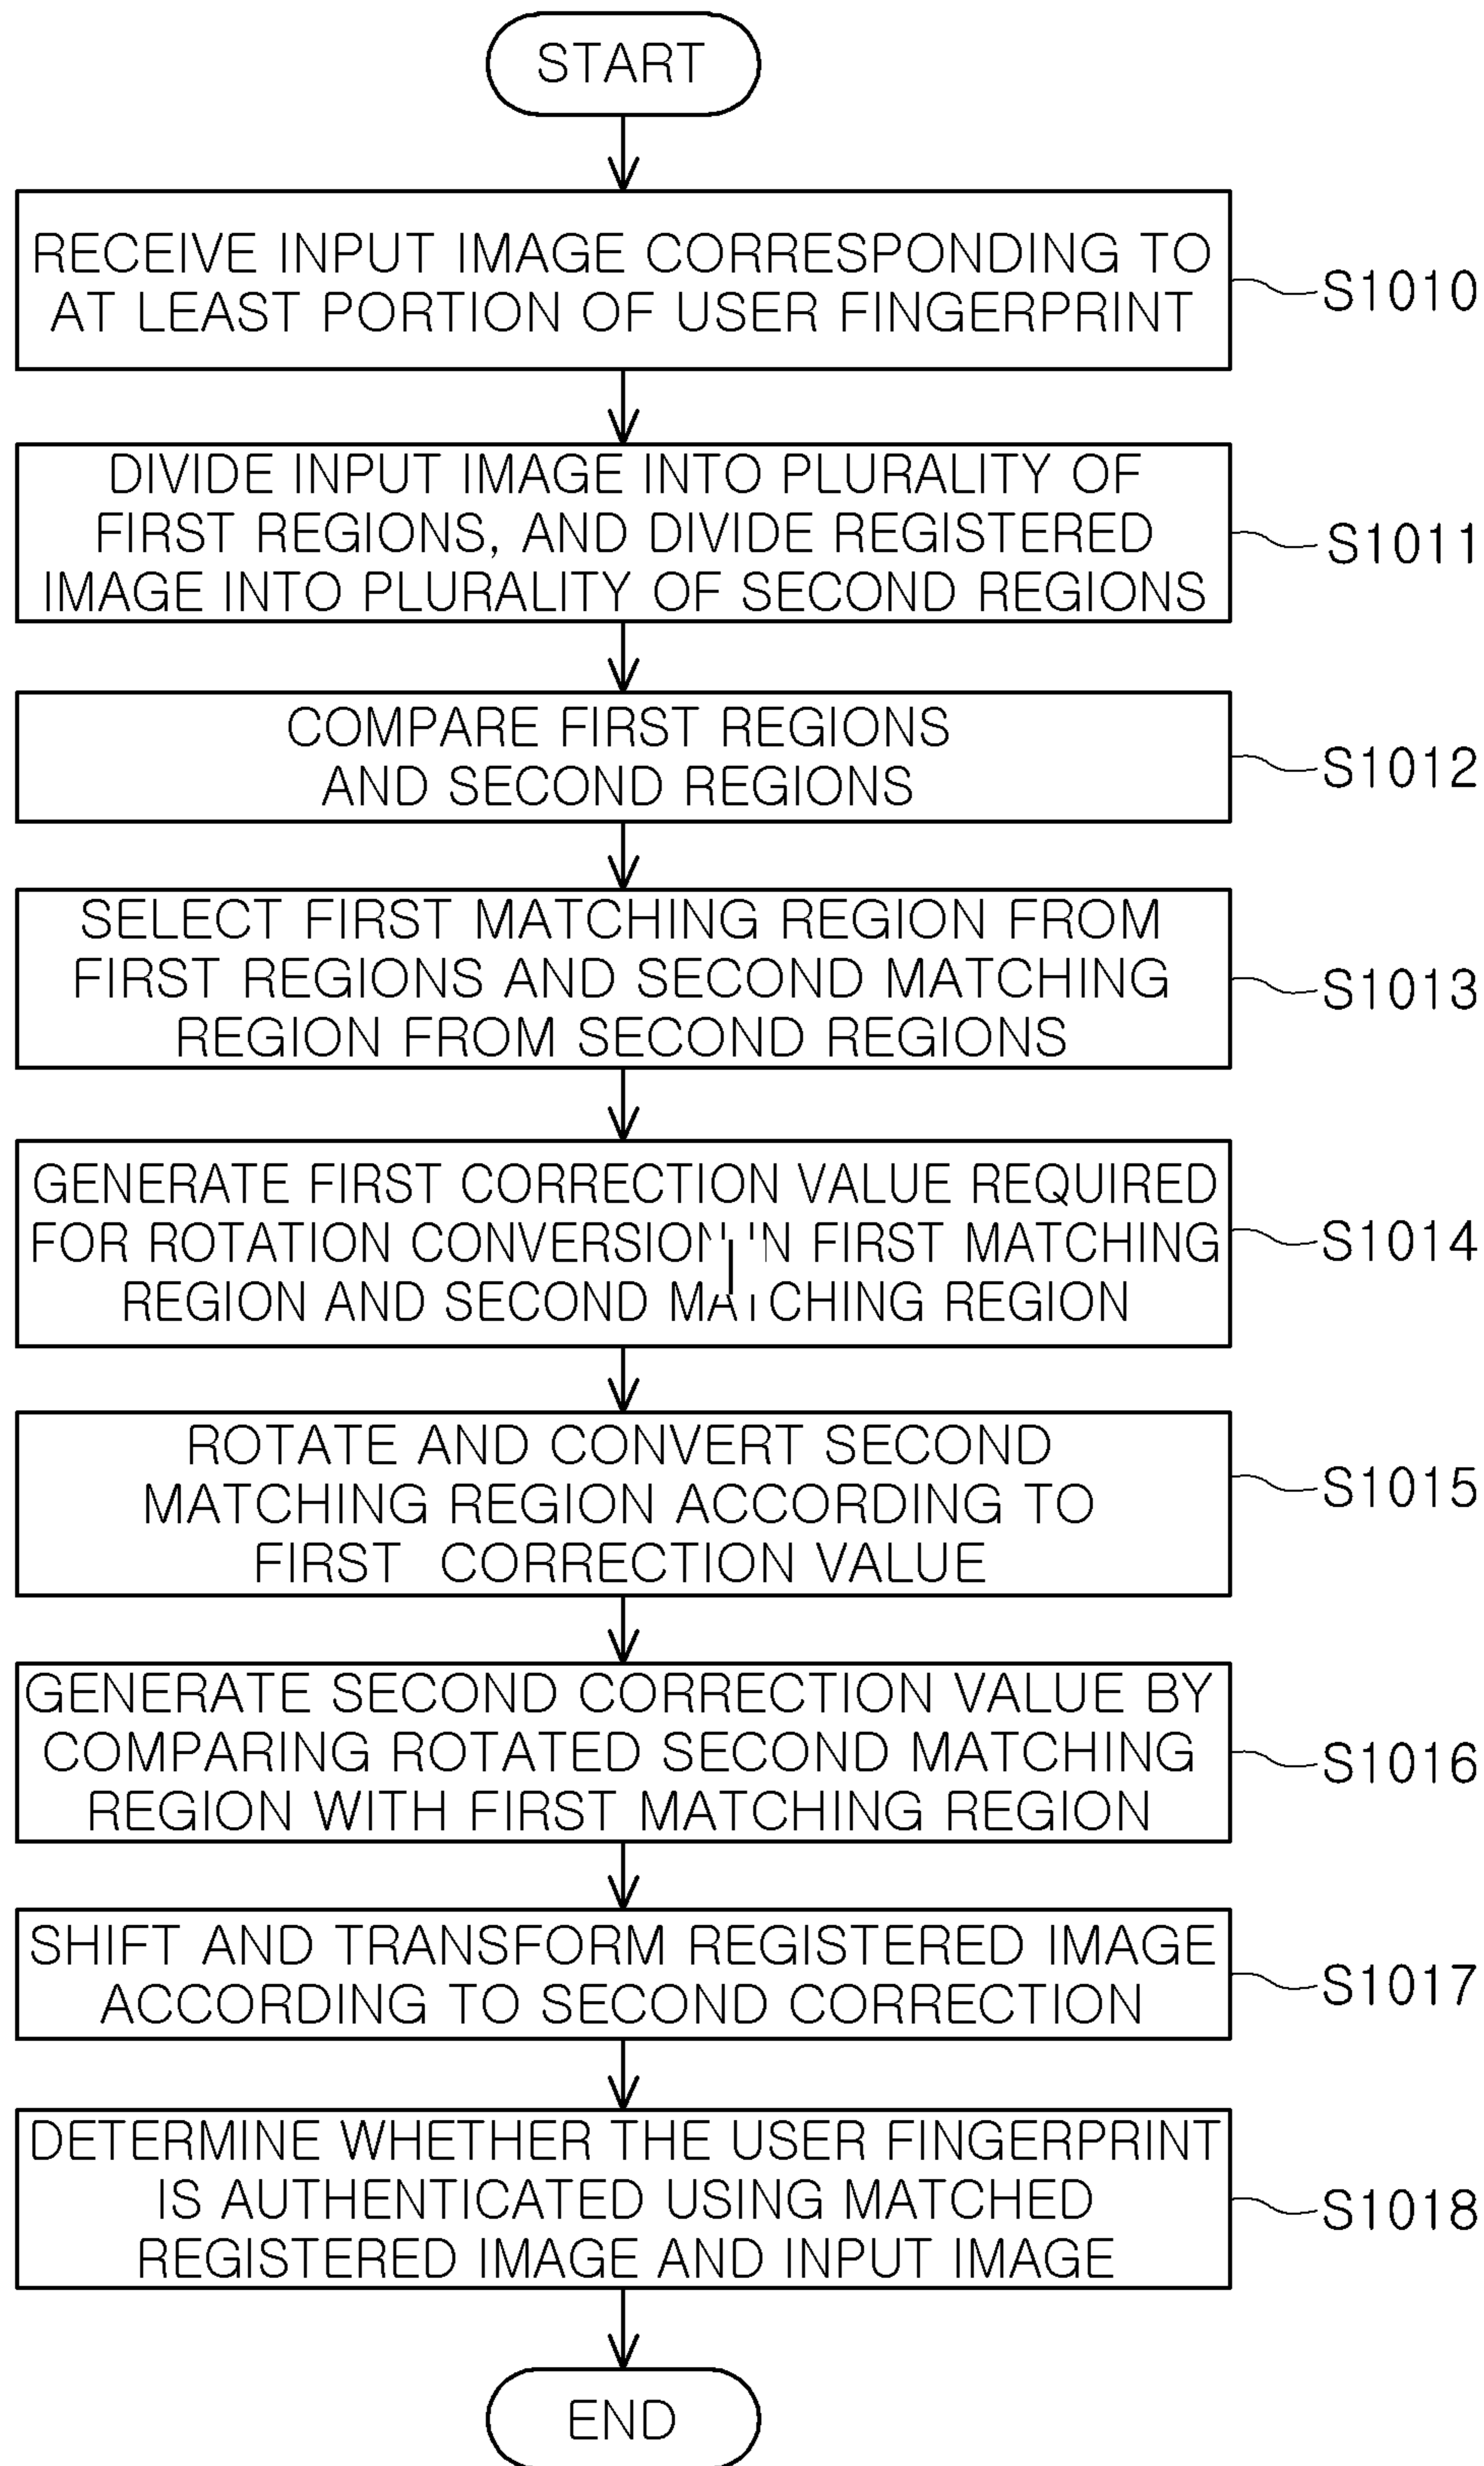 START
RECEIVE INPUT IMAGE CORRESPONDING TO
AT LEAST PORTION OF USER FINGERPRINT
S1010
DIVIDE INPUT IMAGE INTO PLURALITY OF
FIRST REGIONS, AND DIVIDE REGISTERED
IMAGE INTO PLURALITY OF SECOND REGIONS
S1011
COMPARE FIRST REGIONS
AND SECOND REGIONS
S1012
SELECT FIRST MATCHING REGION FROM
FIRST REGIONS AND SECOND MATCHING
REGION FROM SECOND REGIONS
S1013
GENERATE FIRST CORRECTION VALUE REQUIRED
FOR ROTATION CONVERSION IN FIRST MATCHING
REGION AND SECOND MATCHING REGION
S1014
ROTATE AND CONVERT SECOND
MATCHING REGION ACCORDING TO
FIRST CORRECTION VALUE
S1015
GENERATE SECOND CORRECTION VALUE BY
COMPARING ROTATED SECOND MATCHING
REGION WITH FIRST MATCHING REGION
S1016
SHIFT AND TRANSFORM REGISTERED IMAGE
ACCORDING TO SECOND CORRECTION
S1017
DETERMINE WHETHER THE USER FINGERPRINT
IS AUTHENTICATED USING MATCHED
REGISTERED IMAGE AND INPUT IMAGE
S1018
END